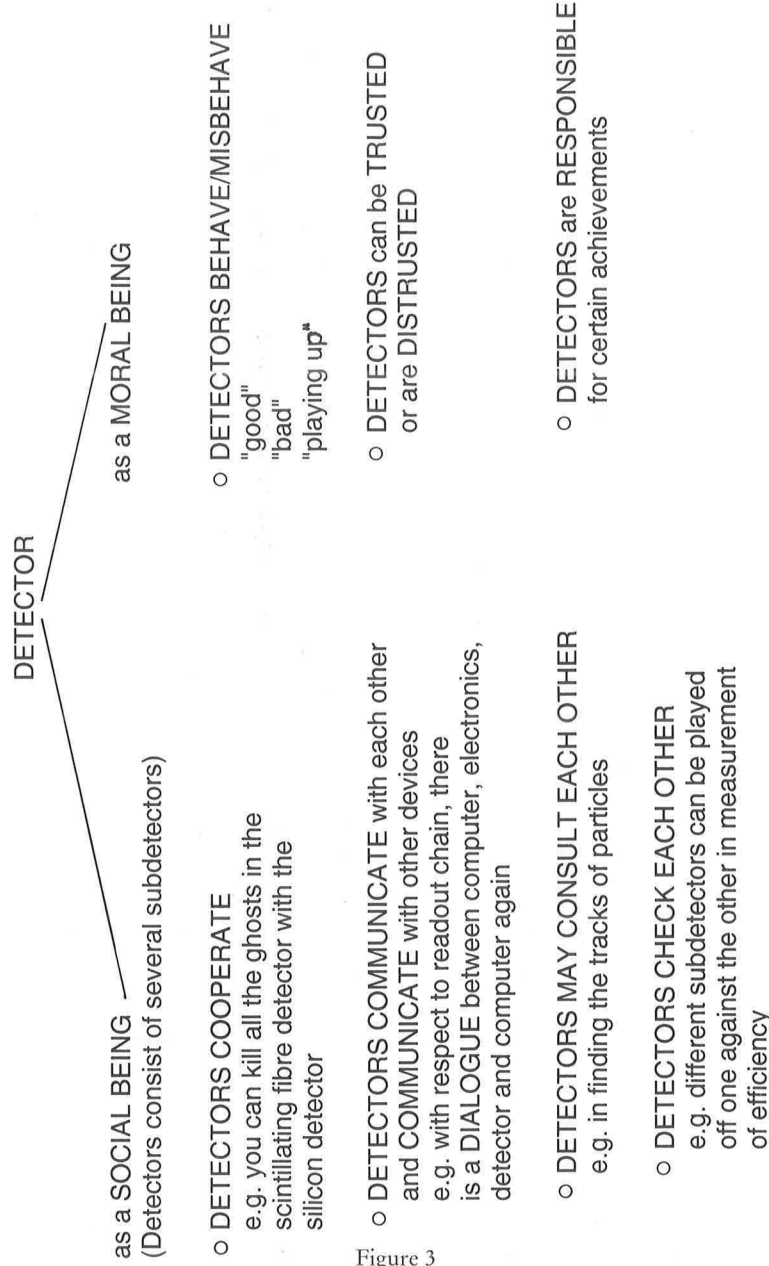 DETECTOR
as a SOCIAL BEING
(Detectors consist of several subdetectors)
○ DETECTORS COOPERATE
e.g. you can kill all the ghosts in the
scintillating fibre detector with the
silicon detector
○ DETECTORS COMMUNICATE with each other
and COMMUNICATE with other devices
e.g. with respect to readout chain, there
is a DIALOGUE between computer, electronics,
detector and computer again
○ DETECTORS MAY CONSULT EACH OTHER
e.g. in finding the tracks of particles
○ DETECTORS CHECK EACH OTHER
e.g. different subdetectors can be played
off one against the other in measurement
of efficiency
as a MORAL BEING
○ DETECTORS BEHAVE/MISBEHAVE
"good"
"bad"
"playing up"
○ DETECTORS can be TRUSTED
or are DISTRUSTED
○ DETECTORS are RESPONSIBLE
for certain achievements
Figure 3